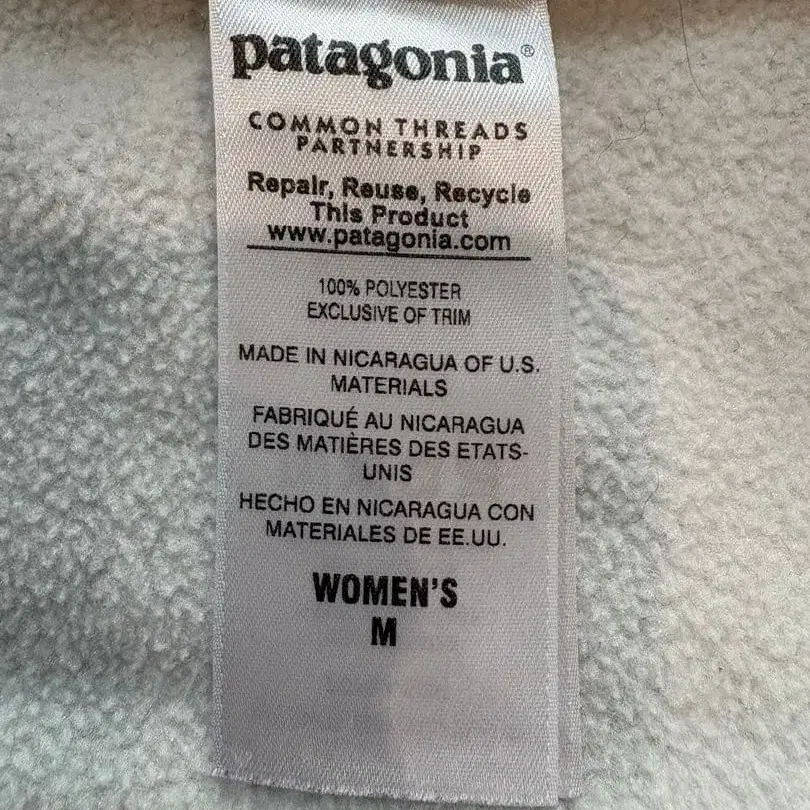 patagonia®
COMMON THREADS
PARTNERSHIP
Repair, Reuse, Recycle
This Product
www.patagonia.com
100% POLYESTER
EXCLUSIVE OF TRIM
MADE IN NICARAGUA OF U.S.
MATERIALS
FABRIQUÉ AU NICARAGUA
DES MATIÈRES DES ETATS-
UNIS
HECHO EN NICARAGUA CON
MATERIALES DE EE.UU.
WOMEN'S
M